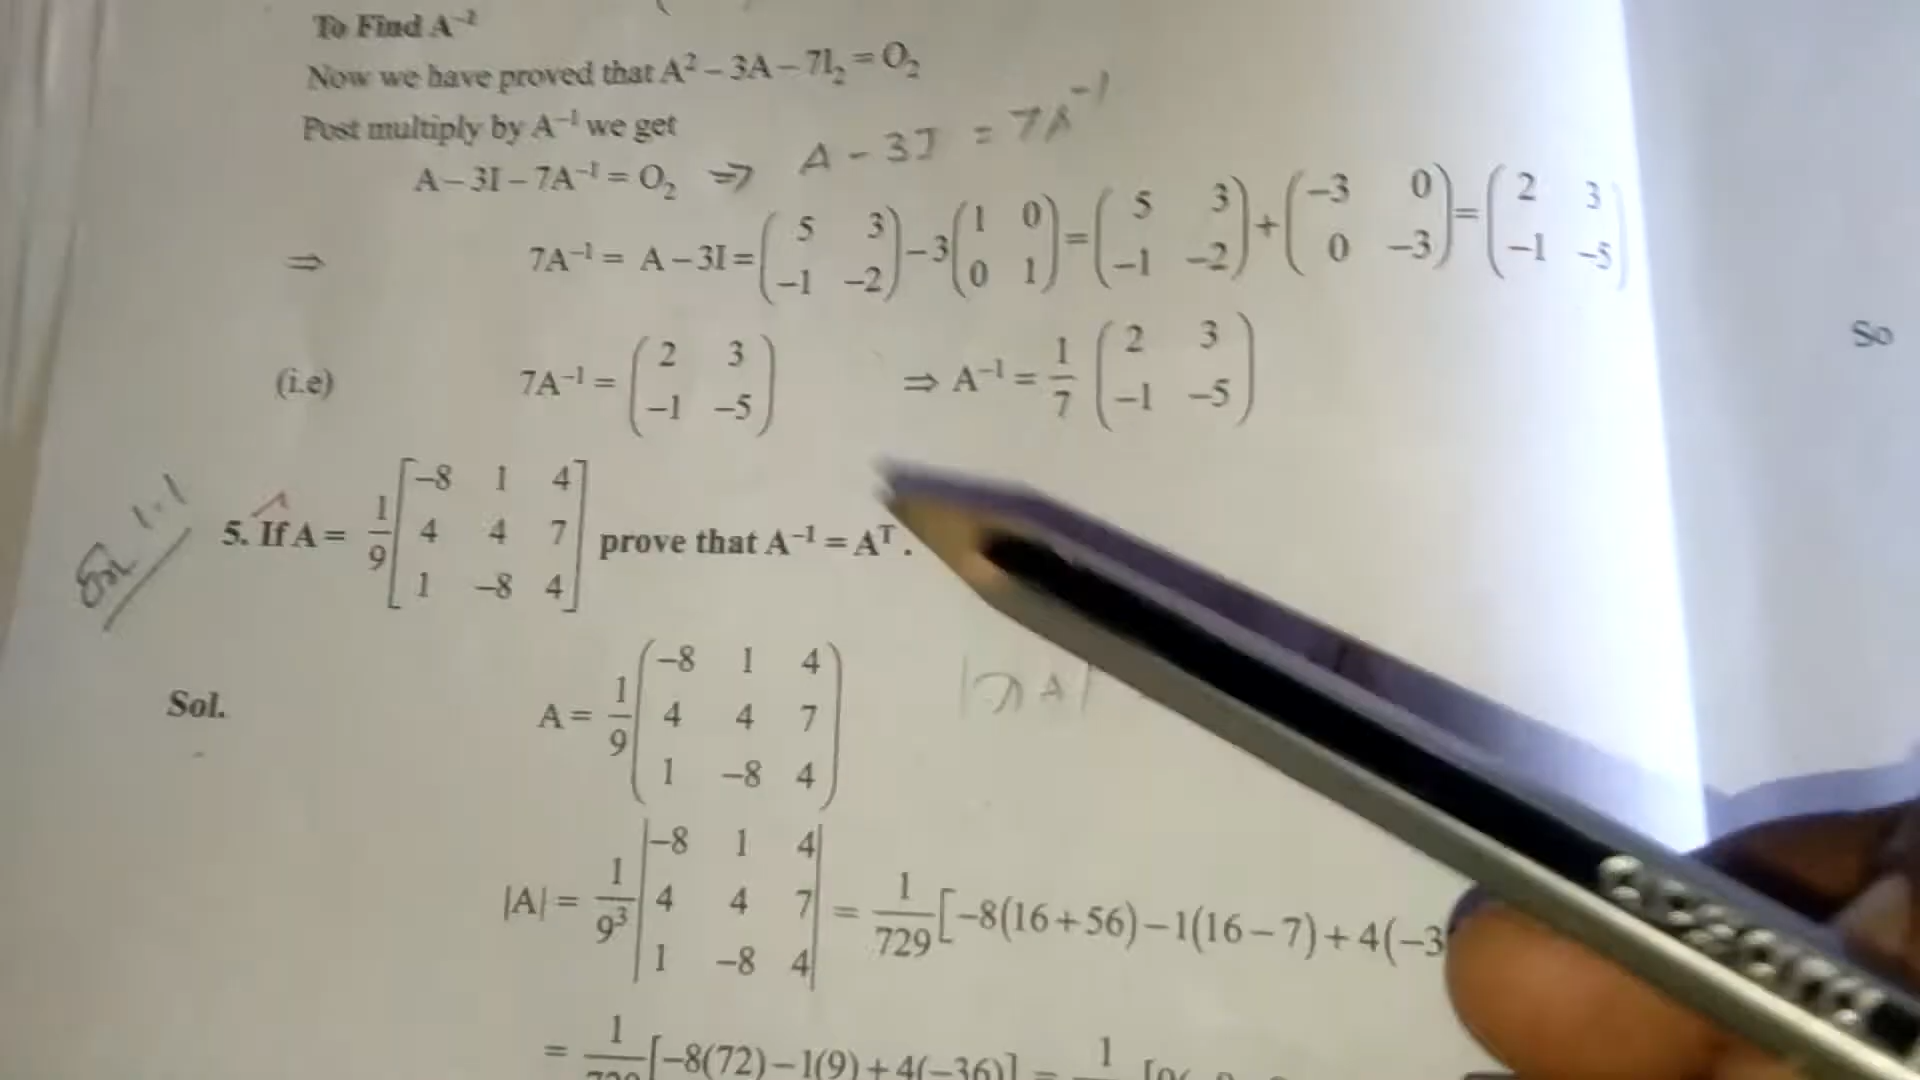 To Find A⁻¹
Now we have proved that A² – 3A – 7I₂ = O₂
Post multiply by A⁻¹ we get
A – 3I – 7A⁻¹ = O₂ ⇒ A – 3I = 7A⁻¹
⇒ 7A⁻¹ = A – 3I = (5 3; –1 –2) – 3(1 0; 0 1) = (5 3; –1 –2) + (–3 0; 0 –3) = (2 3; –1 –5)
So
(i.e) 7A⁻¹ = (2 3; –1 –5) ⇒ A⁻¹ = 1/7 (2 3; –1 –5)
1.1
5. If A = 1/9 [–8 1 4; 4 4 7; 1 –8 4] prove that A⁻¹ = Aᵀ.
Sol. A = 1/9 (–8 1 4; 4 4 7; 1 –8 4)
|A| = 1/9³ |–8 1 4; 4 4 7; 1 –8 4| = 1/729 [–8(16+56) – 1(16–7) + 4(–3
= [–8(72) – 1(9) + 4(–36)] = 1